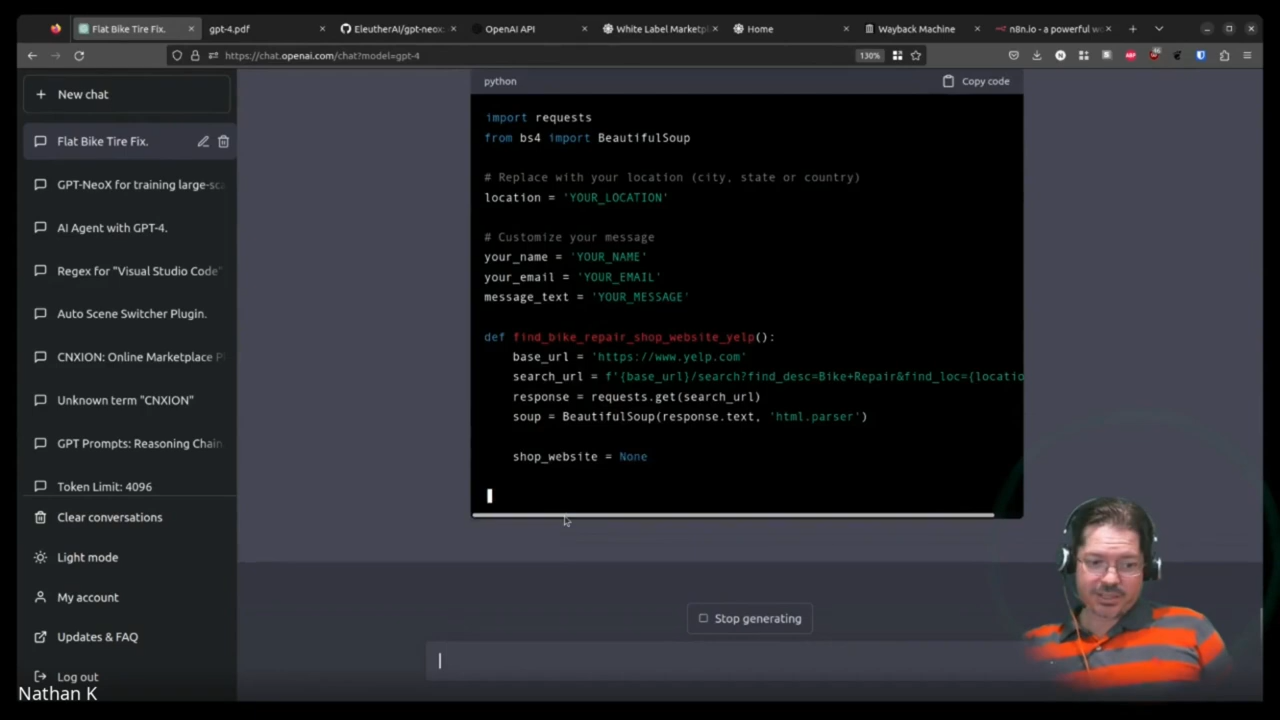 Flat Bike Tire Fix.
gpt-4.pdf
EleutherAI/gpt-neox:
OpenAI API
White Label Marketpl
Home
Wayback Machine
n8n.io - a powerful wo
https://chat.openai.com/chat?model=gpt-4
130%
New chat
Flat Bike Tire Fix.
GPT-NeoX for training large-sca
AI Agent with GPT-4.
Regex for "Visual Studio Code"
Auto Scene Switcher Plugin.
CNXION: Online Marketplace P
Unknown term "CNXION"
GPT Prompts: Reasoning Chain
Token Limit: 4096
Clear conversations
Light mode
My account
Updates & FAQ
Log out
Nathan K
python
Copy code
import requests
from bs4 import BeautifulSoup
# Replace with your location (city, state or country)
location = 'YOUR_LOCATION'
# Customize your message
your_name = 'YOUR_NAME'
your_email = 'YOUR_EMAIL'
message_text = 'YOUR_MESSAGE'
def find_bike_repair_shop_website_yelp():
base_url = 'https://www.yelp.com'
search_url = f'{base_url}/search?find_desc=Bike+Repair&find_loc={locatio
response = requests.get(search_url)
soup = BeautifulSoup(response.text, 'html.parser')
shop_website = None
Stop generating